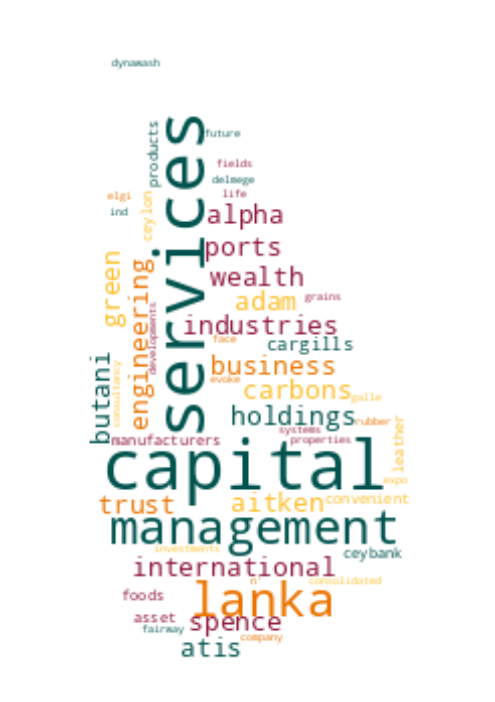 dynawash
services
future
products
fields
delmege
life
elgi
ind
ceylon
alpha
ports
green
engineering
wealth
adam
grains
developments
industries
face
cargills
butani
consultancy
business
evoke
carbons
galle
holdings
rubber
leather
systems
manufacturers
properties
capital
expo
trust
aitken
convenient
management
investments
ceybank
international
n'
consolidated
lanka
foods
asset
spence
fairway
company
atis